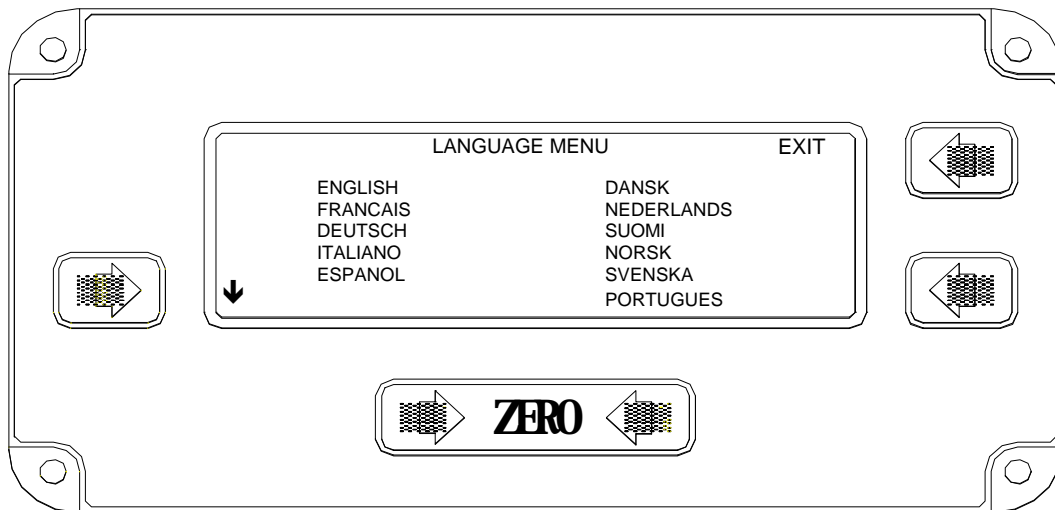 LANGUAGE MENU EXIT
ENGLISH
FRANCAIS
DEUTSCH
ITALIANO
ESPANOL
DANSK
NEDERLANDS
SUOMI
NORSK
SVENSKA
PORTUGUES
ZERO